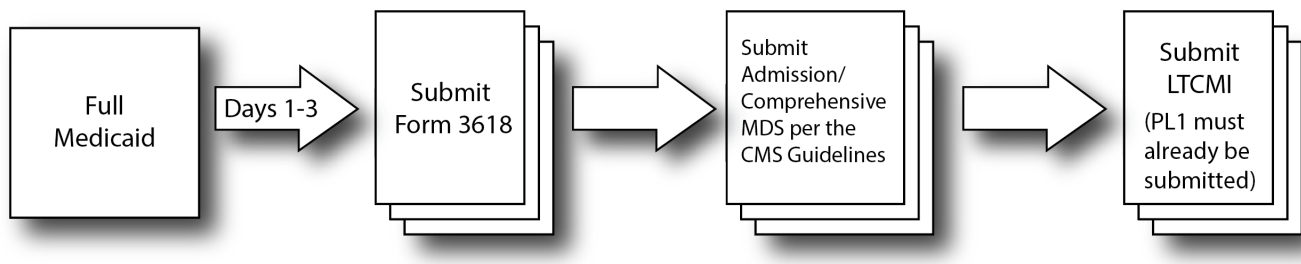 Full
Medicaid
Days 1-3
Submit
Form 3618
Submit
Admission/
Comprehensive
MDS per the
CMS Guidelines
Submit
LTCMI
(PL1 must
already be
submitted)